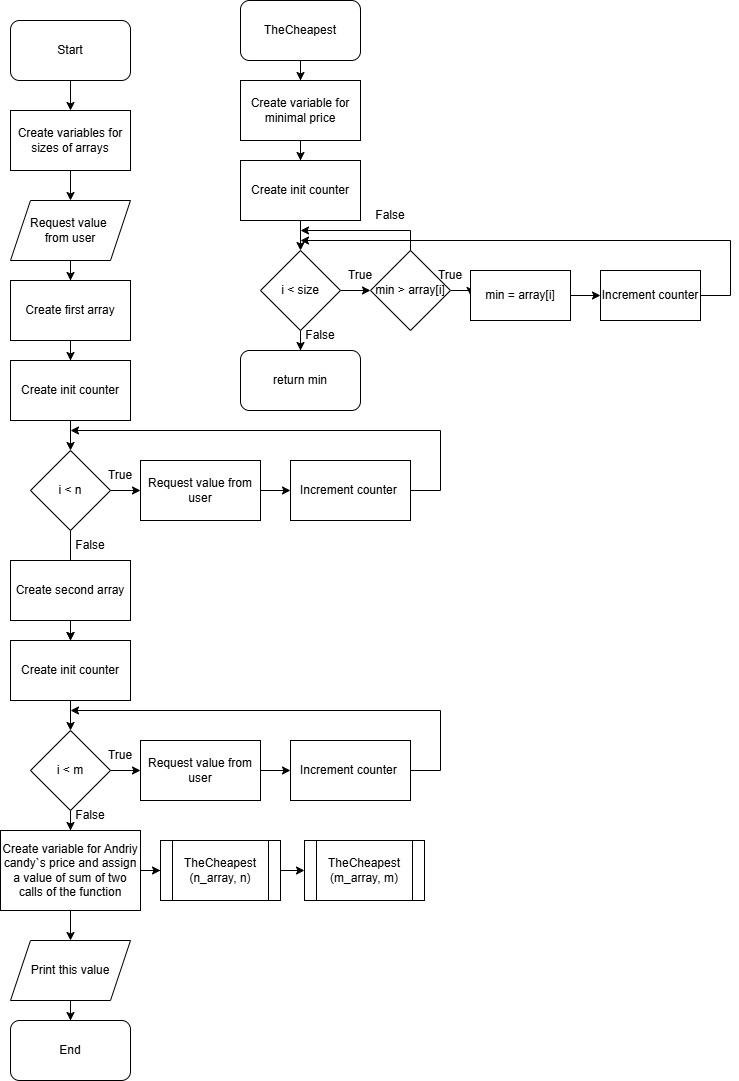 Start
Create variables for
sizes of arrays
Request value
from user
Create first array
Create init counter
i < n
True
Request value from
user
Increment counter
False
Create second array
Create init counter
i < m
True
Request value from
user
Increment counter
False
Create variable for Andriy
candy`s price and assign
a value of sum of two
calls of the function
TheCheapest
(n_array, n)
TheCheapest
(m_array, m)
Print this value
End
TheCheapest
Create variable for
minimal price
Create init counter
False
i < size
True
min > array[i]
True
min = array[i]
Increment counter
False
return min